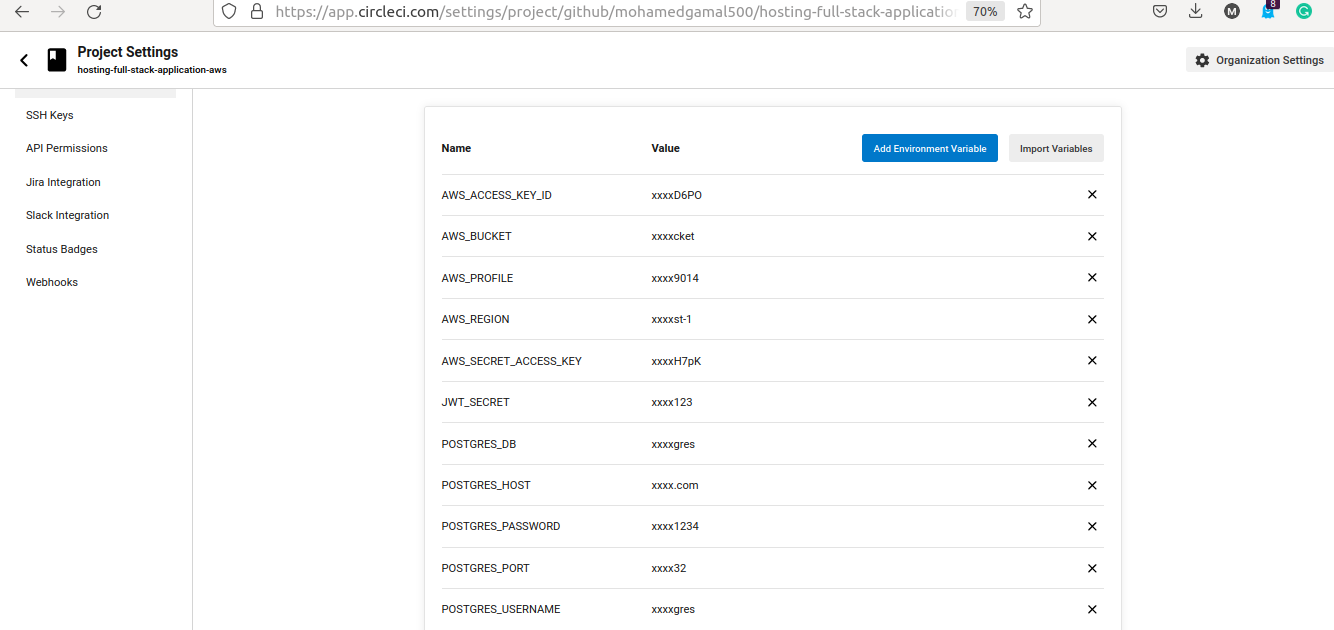 https://app.circleci.com/settings/project/github/mohamedgamal500/hosting-full-stack-applicatio
70%
M
8
G
Project Settings
hosting-full-stack-application-aws
Organization Settings
SSH Keys
API Permissions
Jira Integration
Slack Integration
Status Badges
Webhooks
Name Value Add Environment Variable Import Variables
AWS_ACCESS_KEY_ID xxxxD6PO
AWS_BUCKET xxxxcket
AWS_PROFILE xxxx9014
AWS_REGION xxxxst-1
AWS_SECRET_ACCESS_KEY xxxxH7pK
JWT_SECRET xxxx123
POSTGRES_DB xxxxgres
POSTGRES_HOST xxxx.com
POSTGRES_PASSWORD xxxx1234
POSTGRES_PORT xxxx32
POSTGRES_USERNAME xxxxgres